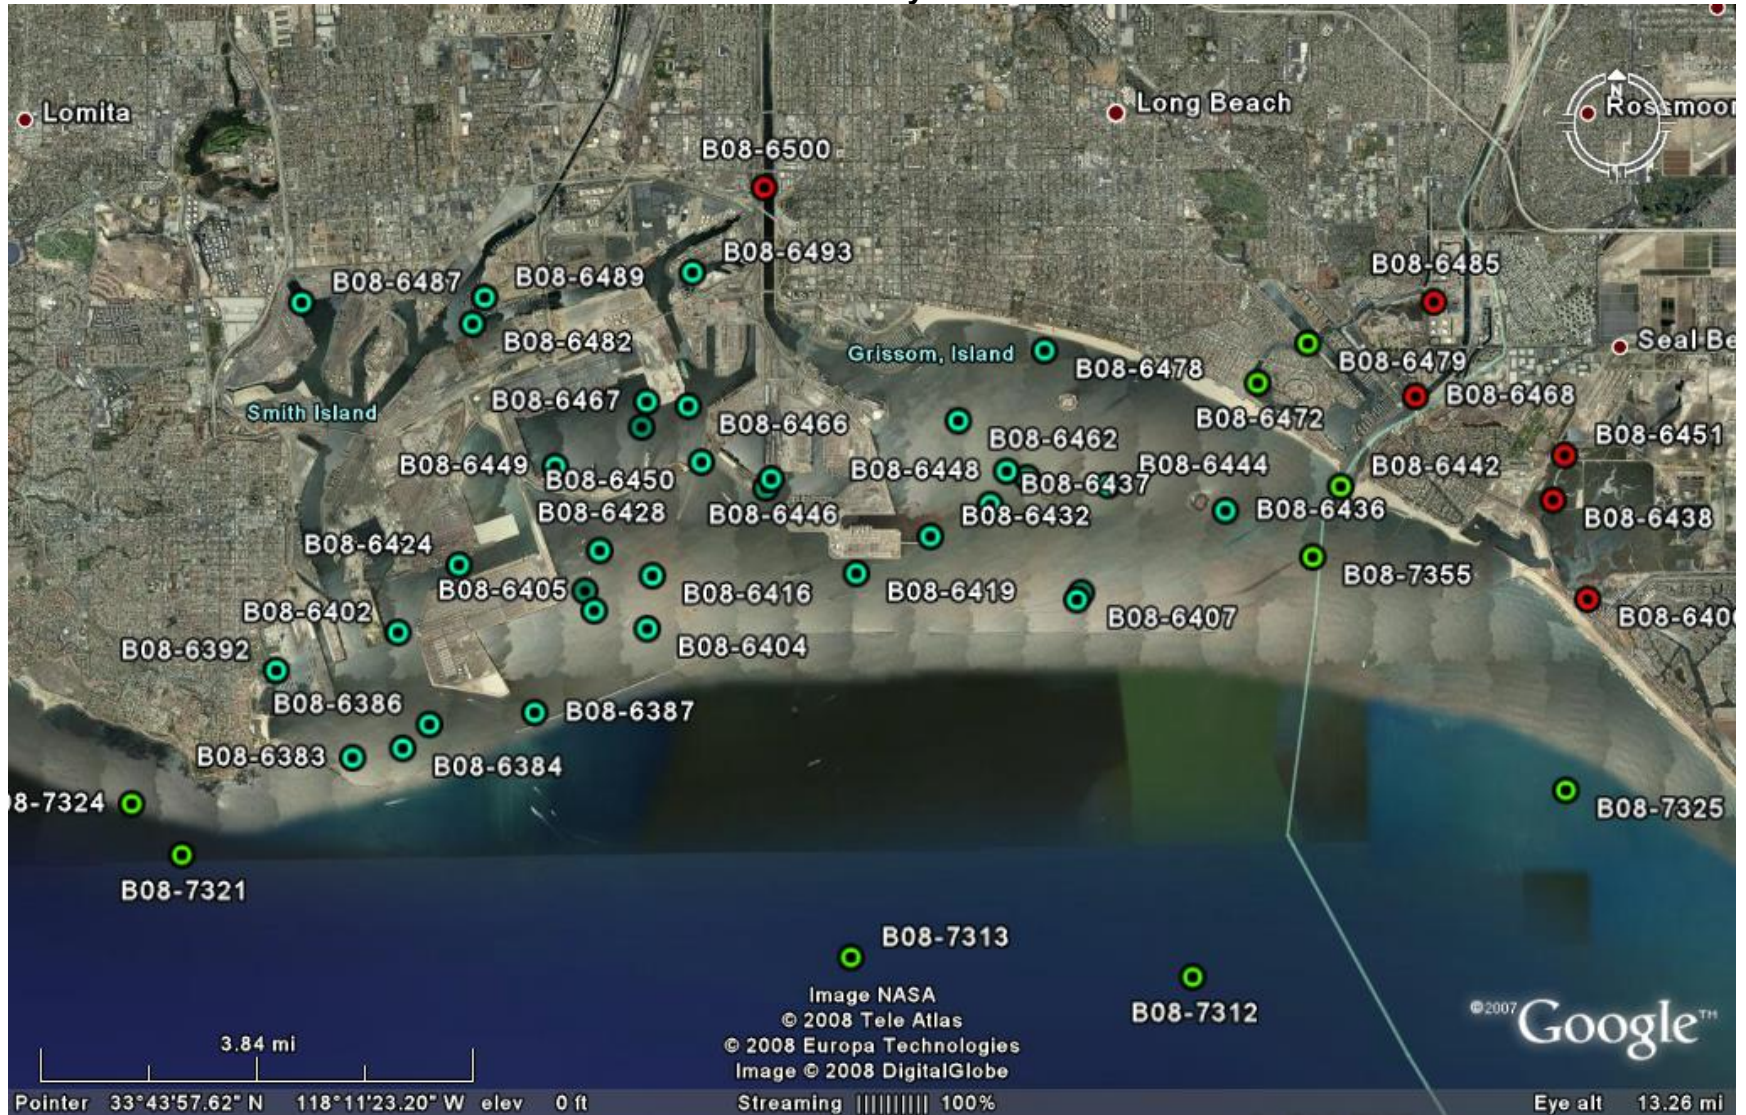 Lomita
Long Beach
N
Rossmoor
B08-6500
B08-6493
B08-6487
B08-6489
B08-6485
B08-6482
Grissom, Island
B08-6478
B08-6479
Seal Be
B08-6467
Smith Island
B08-6466
B08-6472
B08-6468
B08-6462
B08-6451
B08-6449
B08-6450
B08-6448
B08-6437
B08-6444
B08-6442
B08-6428
B08-6446
B08-6432
B08-6436
B08-6438
B08-6424
B08-6405
B08-6416
B08-6419
B08-7355
B08-6402
B08-6407
B08-6392
B08-6404
B08-6386
B08-6387
B08-6383
B08-6384
08-7324
B08-7325
B08-7321
B08-7313
B08-7312
Image NASA
© 2008 Tele Atlas
© 2008 Europa Technologies
Image © 2008 DigitalGlobe
©2007 Google™
3.84 mi
Pointer 33°43'57.62" N 118°11'23.20" W elev 0 ft Streaming |||||||||| 100% Eye alt 13.26 mi